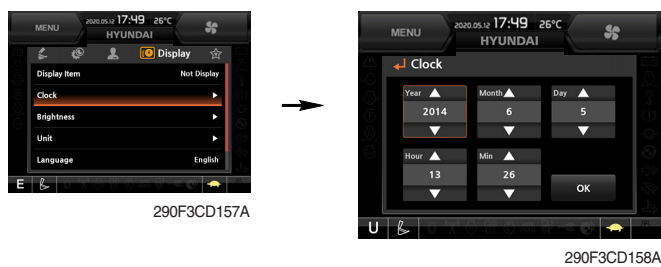 MENU
2020.05.12 17:49 26°C
HYUNDAI
Display
Display Item Not Display
Clock
Brightness
Unit
Language English
E
290F3CD157A
MENU
2020.05.12 17:49 26°C
HYUNDAI
Clock
Year Month Day
2014 6 5
Hour Min
13 26
OK
U
290F3CD158A